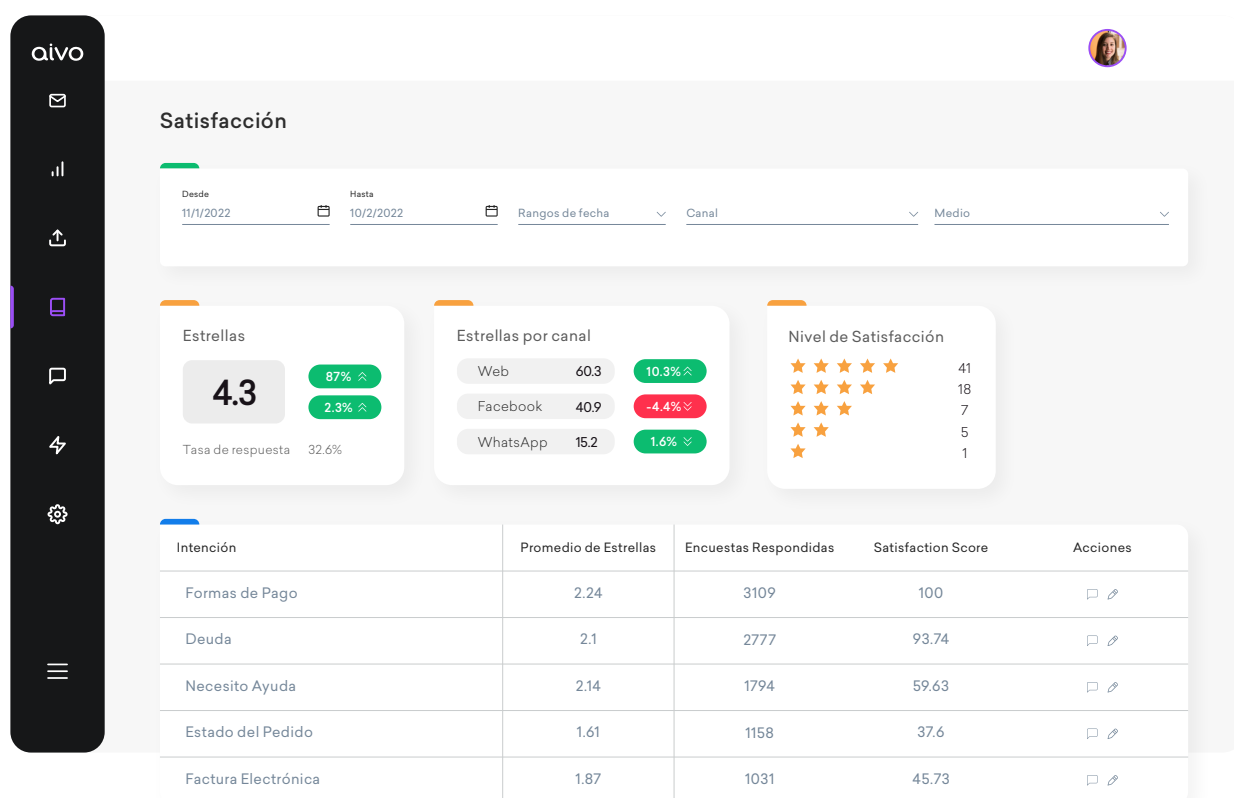 aivo
Satisfacción
Desde
11/1/2022
Hasta
10/2/2022
Rangos de fecha
Canal
Medio
Estrellas
4.3
87%
2.3%
Tasa de respuesta 32.6%
Estrellas por canal
Web 60.3 10.3%
Facebook 40.9 -4.4%
WhatsApp 15.2 1.6%
Nivel de Satisfacción
41
18
7
5
1
Intención Promedio de Estrellas Encuestas Respondidas Satisfaction Score Acciones
Formas de Pago 2.24 3109 100
Deuda 2.1 2777 93.74
Necesito Ayuda 2.14 1794 59.63
Estado del Pedido 1.61 1158 37.6
Factura Electrónica 1.87 1031 45.73